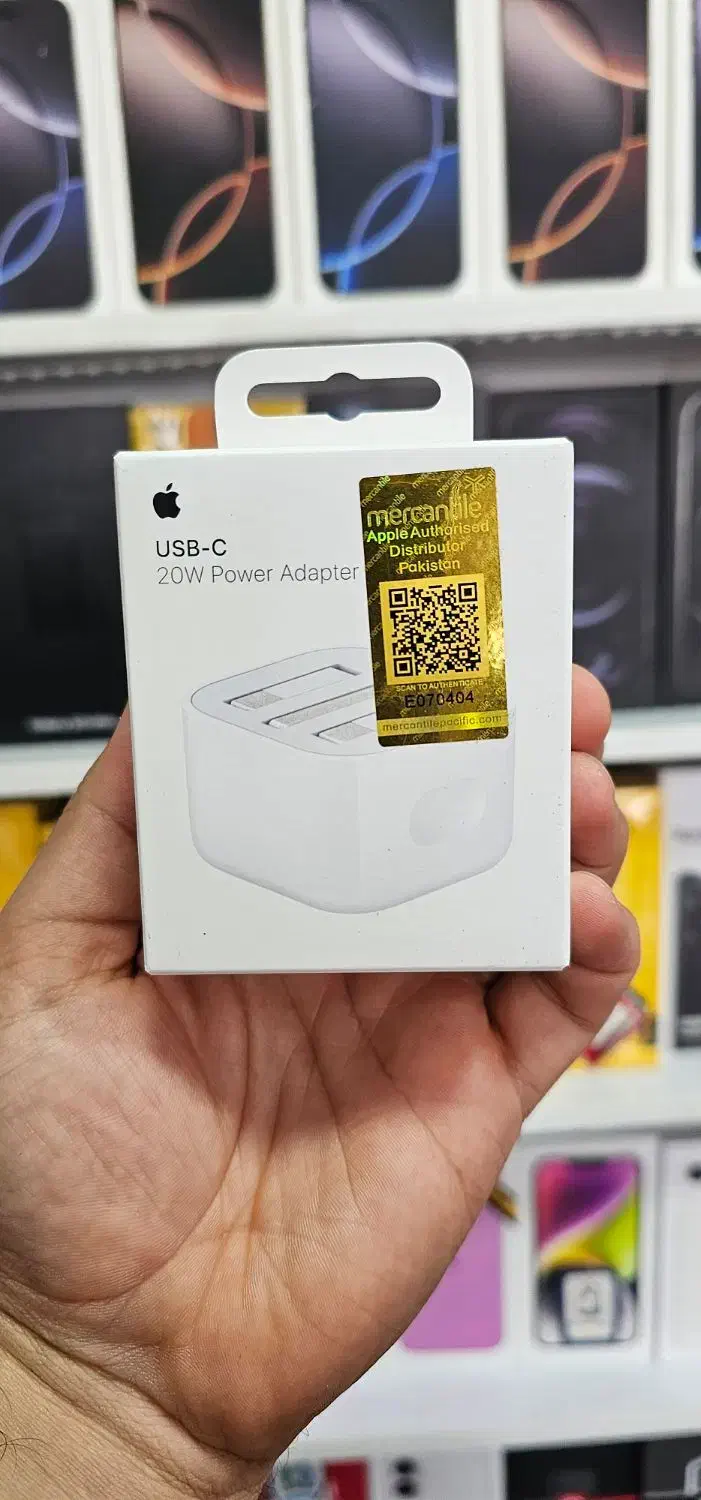 USB-C
20W Power Adapter
mercantile
Apple Authorised
Distributor
Pakistan
SCAN TO AUTHENTICATE
E070404
mercantilepacific.com